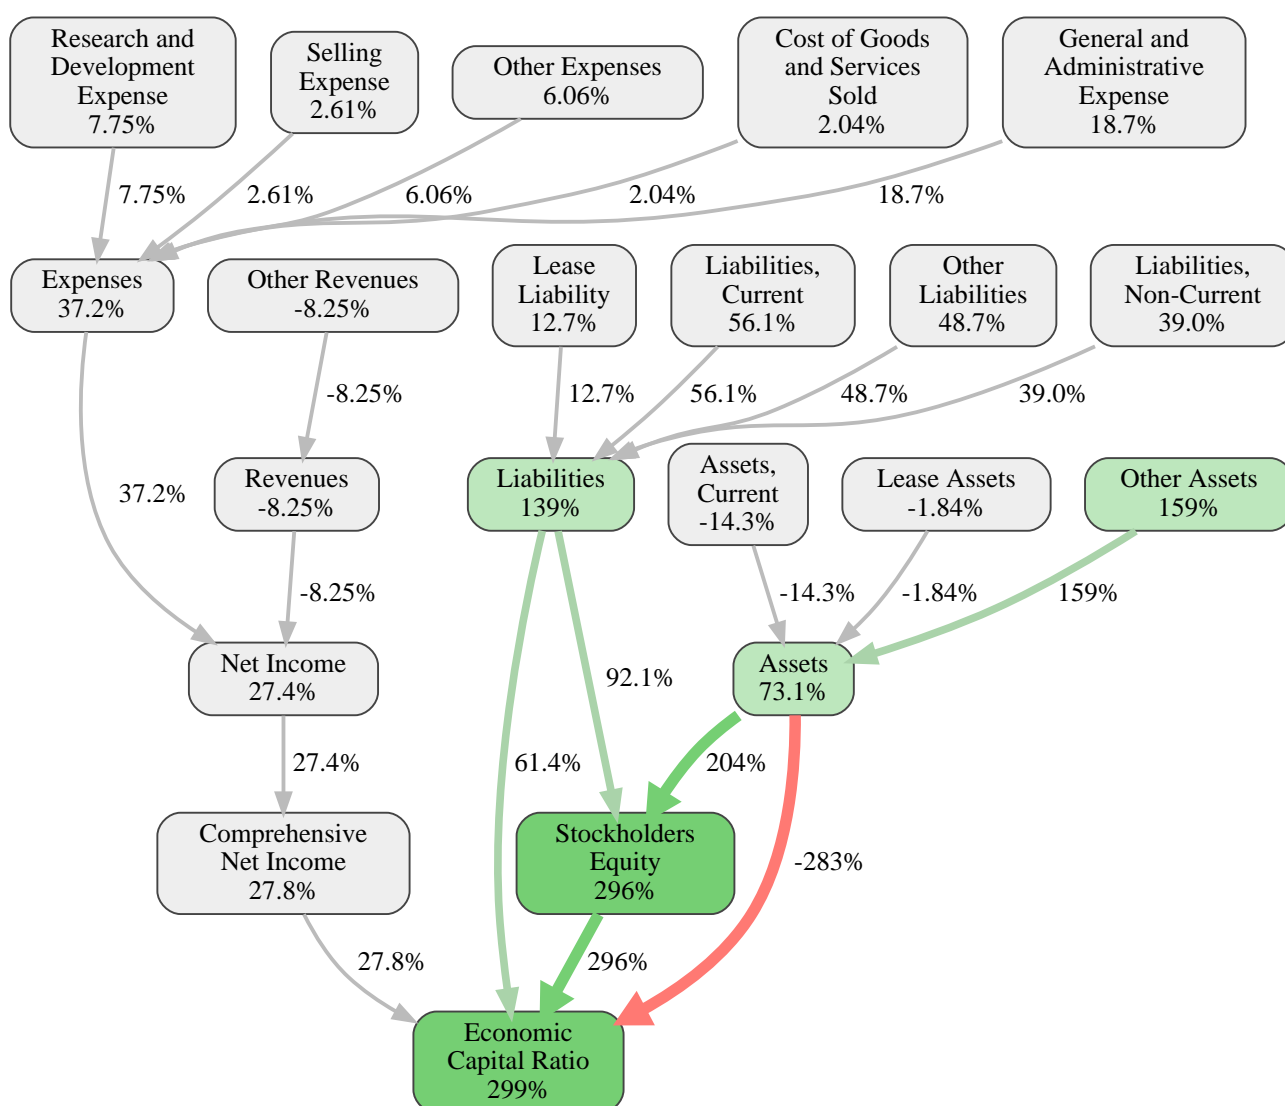 Research and
Development
Expense
7.75%
Selling
Expense
2.61%
Other Expenses
6.06%
Cost of Goods
and Services
Sold
2.04%
General and
Administrative
Expense
18.7%
7.75%
2.61%
6.06%
2.04%
18.7%
Expenses
37.2%
Other Revenues
-8.25%
Lease
Liability
12.7%
Liabilities,
Current
56.1%
Other
Liabilities
48.7%
Liabilities,
Non-Current
39.0%
-8.25%
12.7%
56.1%
48.7%
39.0%
37.2%
Revenues
-8.25%
Liabilities
139%
Assets,
Current
-14.3%
Lease Assets
-1.84%
Other Assets
159%
-8.25%
-14.3%
-1.84%
159%
Net Income
27.4%
92.1%
Assets
73.1%
27.4%
61.4%
204%
Comprehensive
Net Income
27.8%
Stockholders
Equity
296%
-283%
27.8%
296%
Economic
Capital Ratio
299%